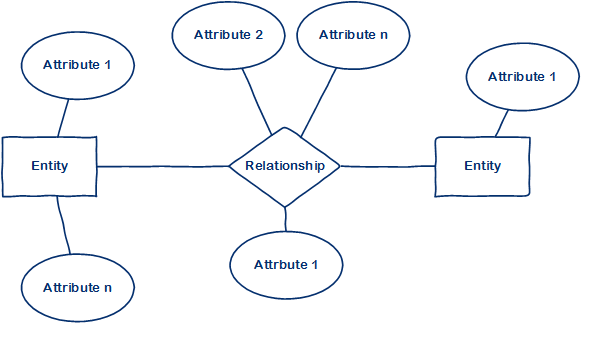 Attribute 2
Attribute n
Attribute 1
Attribute 1
Entity
Relationship
Entity
Attrbute 1
Attribute n